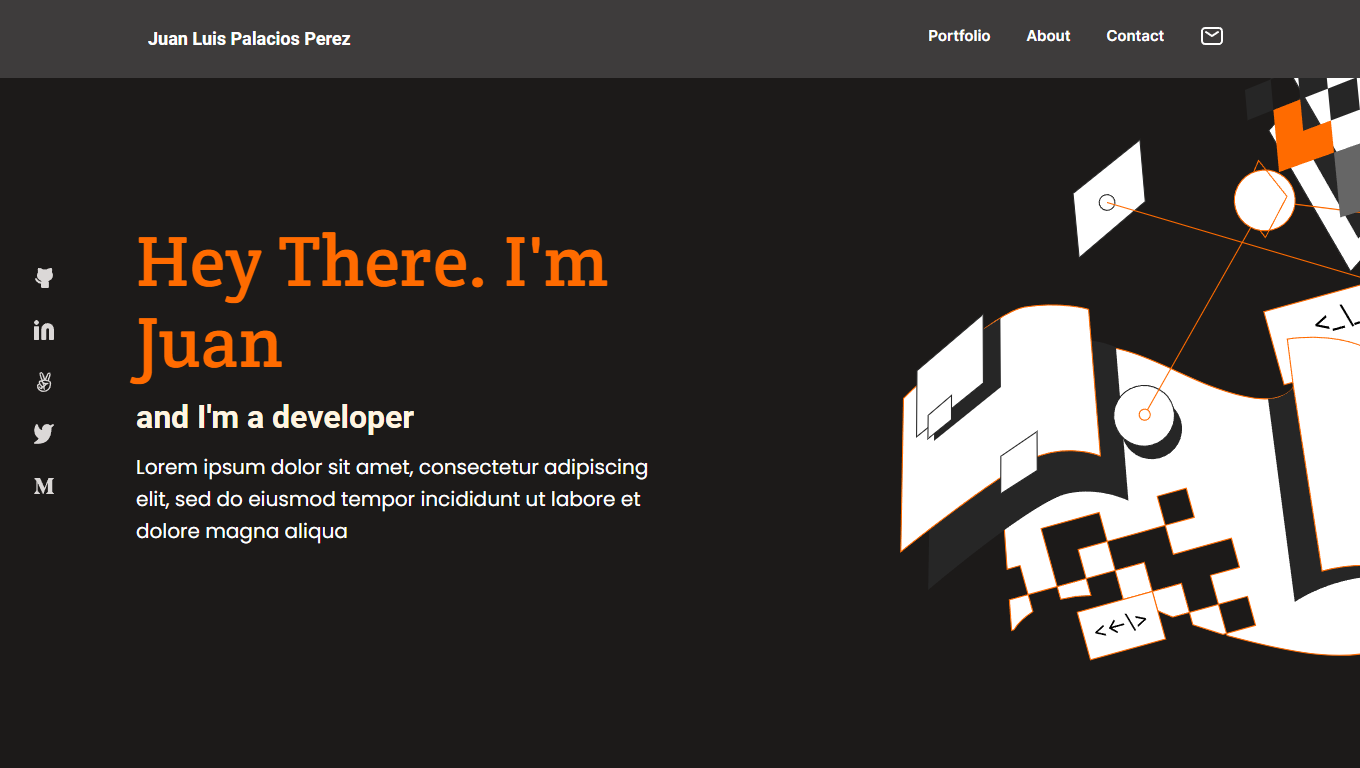 Juan Luis Palacios Perez
Portfolio About Contact
Hey There. I'm
Juan
and I'm a developer
Lorem ipsum dolor sit amet, consectetur adipiscing
elit, sed do eiusmod tempor incididunt ut labore et
dolore magna aliqua
in
M
<_\_
<←\>